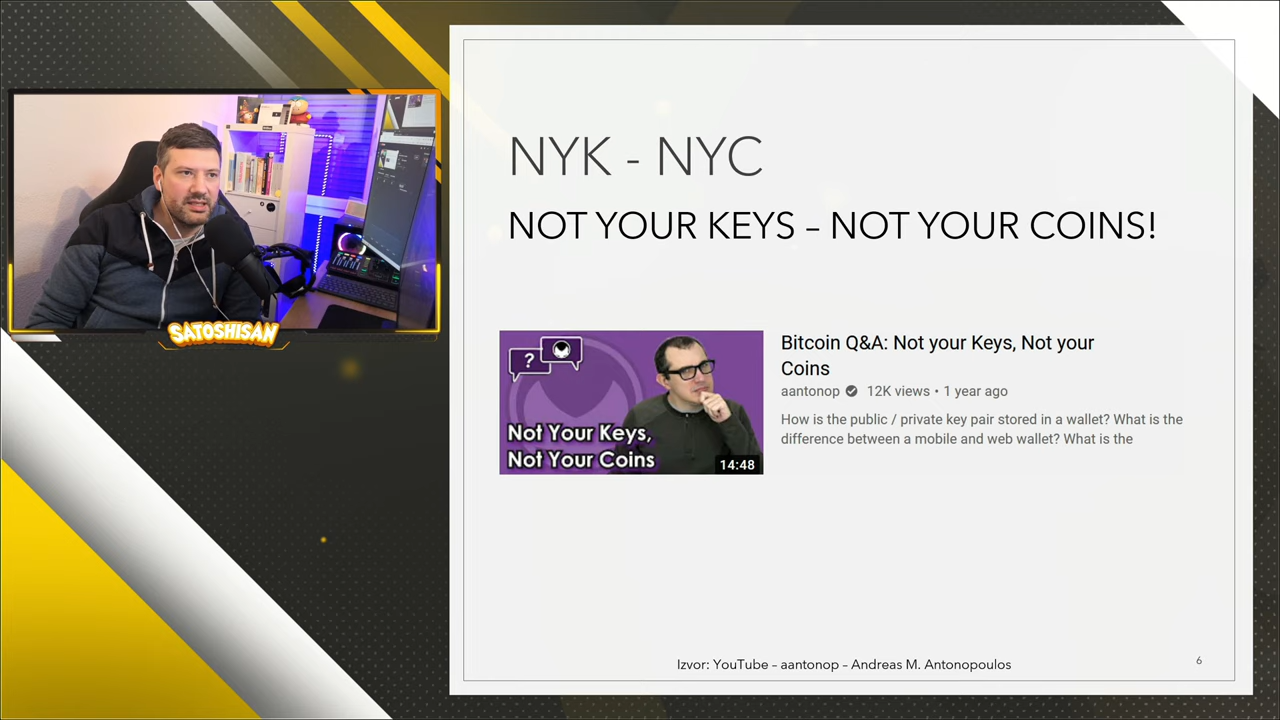 NYK - NYC
NOT YOUR KEYS – NOT YOUR COINS!
SATOSHISAN
?
Not Your Keys,
Not Your Coins
14:48
Bitcoin Q&A: Not your Keys, Not your
Coins
aantonop 12K views • 1 year ago
How is the public / private key pair stored in a wallet? What is the
difference between a mobile and web wallet? What is the
Izvor: YouTube – aantonop – Andreas M. Antonopoulos
6